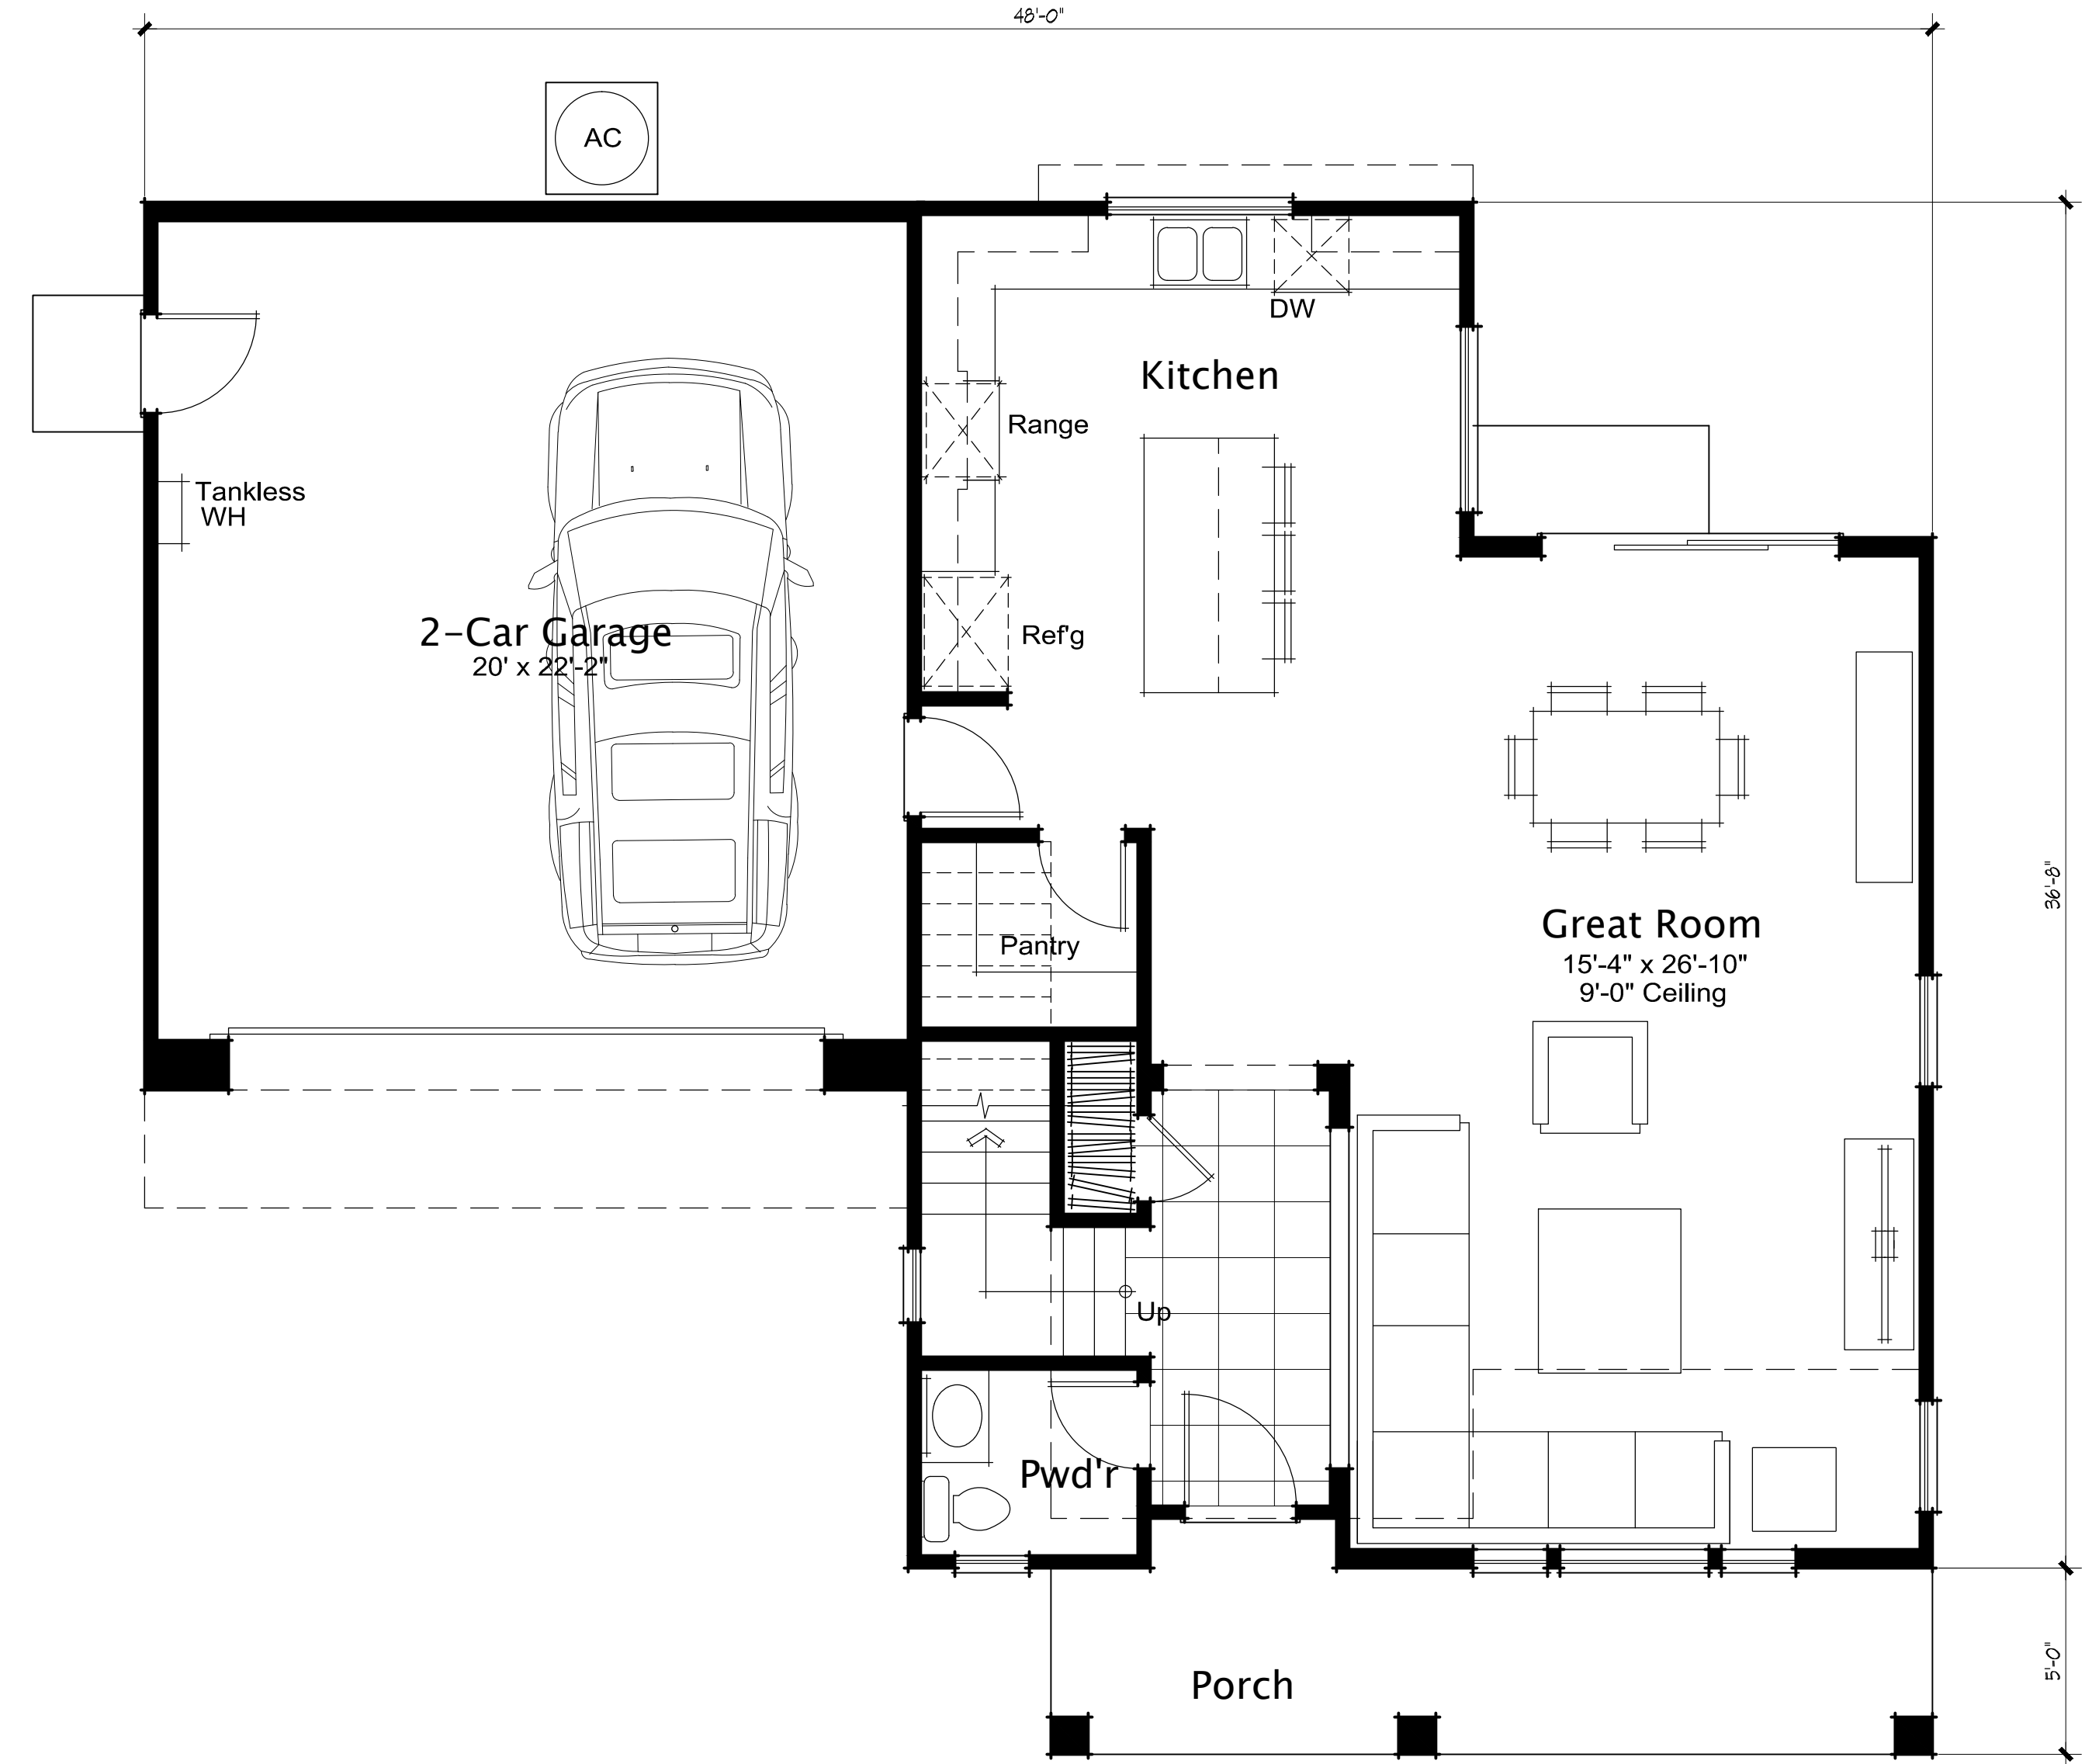 48'-0"
AC
DW
Kitchen
Range
Tankless
WH
2-Car Garage
20' x 22'-2"
Ref'g
36'-8"
Great Room
15'-4" x 26'-10"
9'-0" Ceiling
Pantry
Up
Pwd'r
Porch
5'-0"